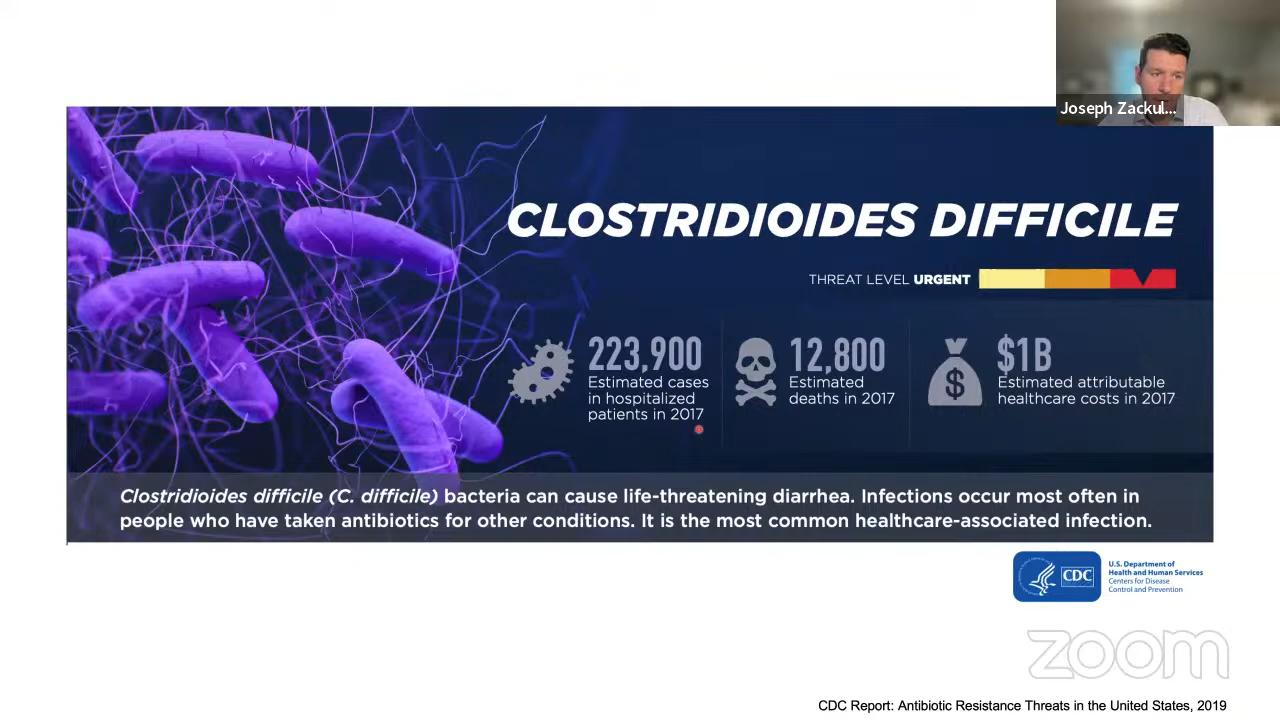 Joseph Zackul...
CLOSTRIDIOIDES DIFFICILE
THREAT LEVEL URGENT
223,900
Estimated cases
in hospitalized
patients in 2017
12,800
Estimated
deaths in 2017
$1B
Estimated attributable
healthcare costs in 2017
$
Clostridioides difficile (C. difficile) bacteria can cause life-threatening diarrhea. Infections occur most often in
people who have taken antibiotics for other conditions. It is the most common healthcare-associated infection.
CDC
U.S. Department of
Health and Human Services
Centers for Disease
Control and Prevention
zoom
CDC Report: Antibiotic Resistance Threats in the United States, 2019